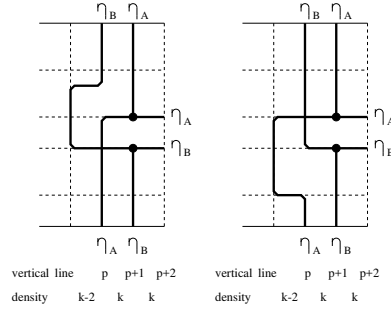 η_B η_A η_B η_A
η_A η_A
η_B η_B
η_A η_B η_A η_B
vertical line p p+1 p+2 vertical line p p+1 p+2
density k-2 k k density k-2 k k